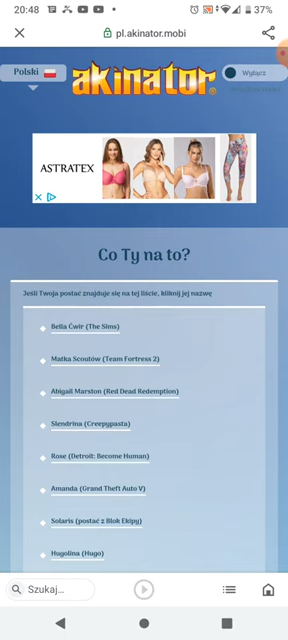 20:48
37%
pl.akinator.mobi
Polski
akinator
Wyłącz
ASTRATEX
Co Ty na to?
Jeśli Twoja postać znajduje się na tej liście, kliknij jej nazwę
Bella Ćwir (The Sims)
Matka Scoutów (Team Fortress 2)
Abigail Marston (Red Dead Redemption)
Slendrina (Creepypasta)
Rose (Detroit: Become Human)
Amanda (Grand Theft Auto V)
Solaris (postać z Blok Ekipy)
Hugolina (Hugo)
Szukaj...